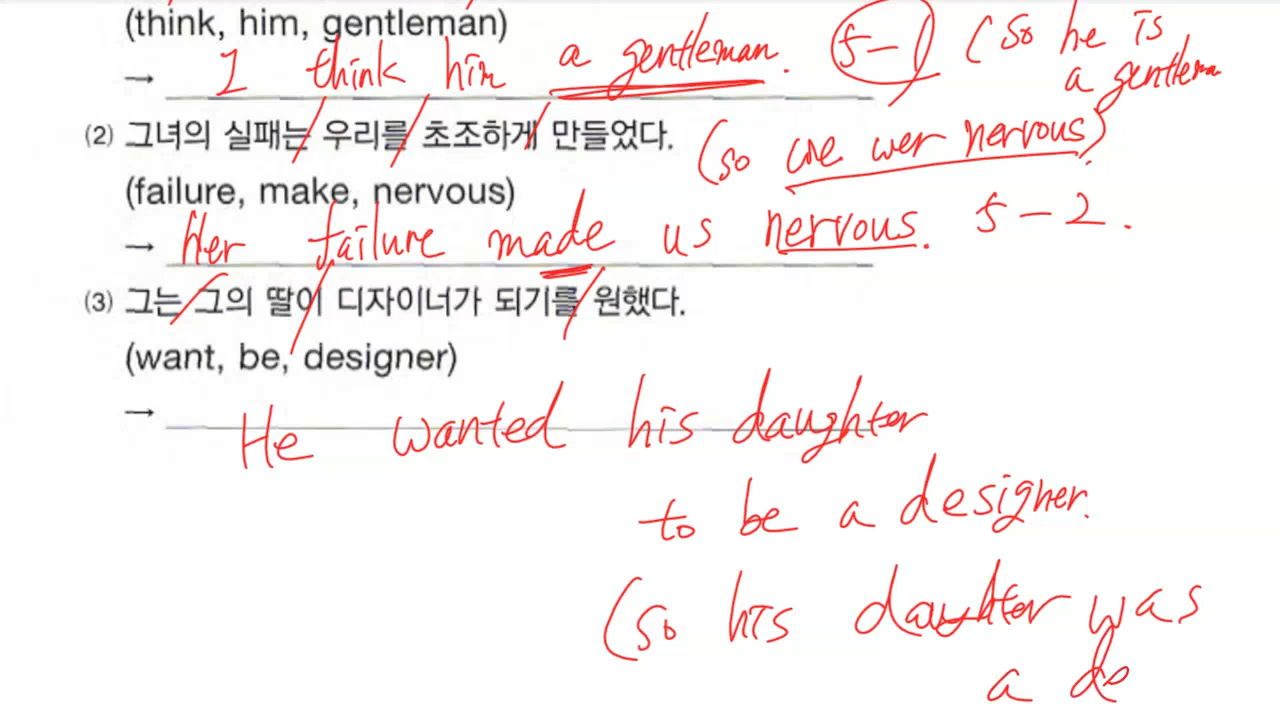 (think, him, gentleman)
→ I think him a gentleman. 5-1 (so he is
a gentlema
(2) 그녀의 실패는 우리를 초조하게 만들었다.
(so we wer nervous)
(failure, make, nervous)
→ Her failure made us nervous. 5-2.
(3) 그는 그의 딸이 디자이너가 되기를 원했다.
(want, be, designer)
→ He wanted his daughter
to be a designer.
(so his daughter was
a de